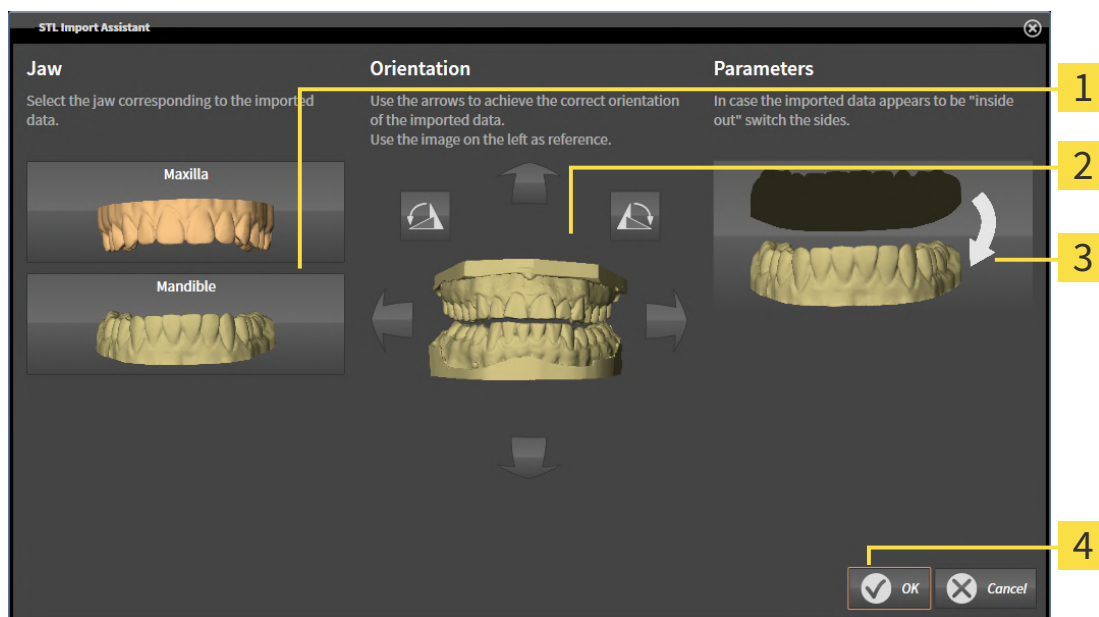 STL Import Assistant
Jaw
Select the jaw corresponding to the imported
data.
Maxilla
Mandible
Orientation
Use the arrows to achieve the correct orientation
of the imported data.
Use the image on the left as reference.
Parameters
In case the imported data appears to be "inside
out" switch the sides.
1
2
3
4
OK
Cancel